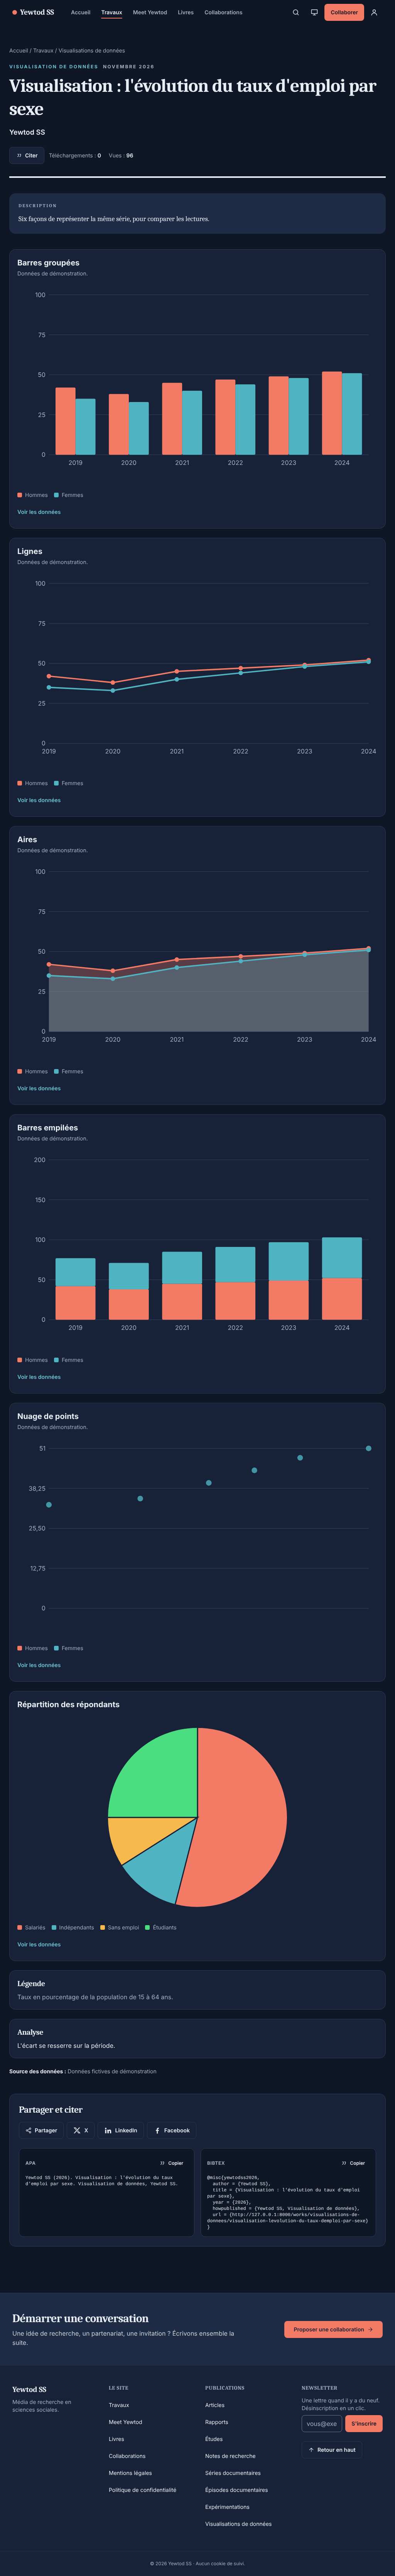 Yewtod SS
Accueil
Travaux
Meet Yewtod
Livres
Collaborations
Collaborer
Accueil / Travaux / Visualisations de données
VISUALISATION DE DONNÉES NOVEMBRE 2026
Visualisation : l'évolution du taux d'emploi par
sexe
Yewtod SS
Citer
Téléchargements : 0
Vues : 96
DESCRIPTION
Six façons de représenter la même série, pour comparer les lectures.
Barres groupées
Données de démonstration.
100
75
50
25
0
2019 2020 2021 2022 2023 2024
Hommes Femmes
Voir les données
Lignes
Données de démonstration.
100
75
50
25
0
2019 2020 2021 2022 2023 2024
Hommes Femmes
Voir les données
Aires
Données de démonstration.
100
75
50
25
0
2019 2020 2021 2022 2023 2024
Hommes Femmes
Voir les données
Barres empilées
Données de démonstration.
200
150
100
50
0
2019 2020 2021 2022 2023 2024
Hommes Femmes
Voir les données
Nuage de points
Données de démonstration.
51
38,25
25,50
12,75
0
Hommes Femmes
Voir les données
Répartition des répondants
Salariés Indépendants Sans emploi Étudiants
Voir les données
Légende
Taux en pourcentage de la population de 15 à 64 ans.
Analyse
L'écart se resserre sur la période.
Source des données : Données fictives de démonstration
Partager et citer
Partager
X
LinkedIn
Facebook
APA
Copier
Yewtod SS (2026). Visualisation : l'évolution du taux
d'emploi par sexe. Visualisation de données, Yewtod SS.
BIBTEX
Copier
@misc{yewtodss2026,
author = {Yewtod SS},
title = {Visualisation : l'évolution du taux d'emploi
par sexe},
year = {2026},
howpublished = {Yewtod SS, Visualisation de données},
url = {http://127.0.0.1:8000/works/visualisations-de-
donnees/visualisation-levolution-du-taux-demploi-par-sexe}
}
Démarrer une conversation
Une idée de recherche, un partenariat, une invitation ? Écrivons ensemble la
suite.
Proposer une collaboration
Yewtod SS
Média de recherche en
sciences sociales.
LE SITE
Travaux
Meet Yewtod
Livres
Collaborations
Mentions légales
Politique de confidentialité
PUBLICATIONS
Articles
Rapports
Études
Notes de recherche
Séries documentaires
Épisodes documentaires
Expérimentations
Visualisations de données
NEWSLETTER
Une lettre quand il y a du neuf.
Désinscription en un clic.
vous@exe
S'inscrire
Retour en haut
© 2026 Yewtod SS · Aucun cookie de suivi.